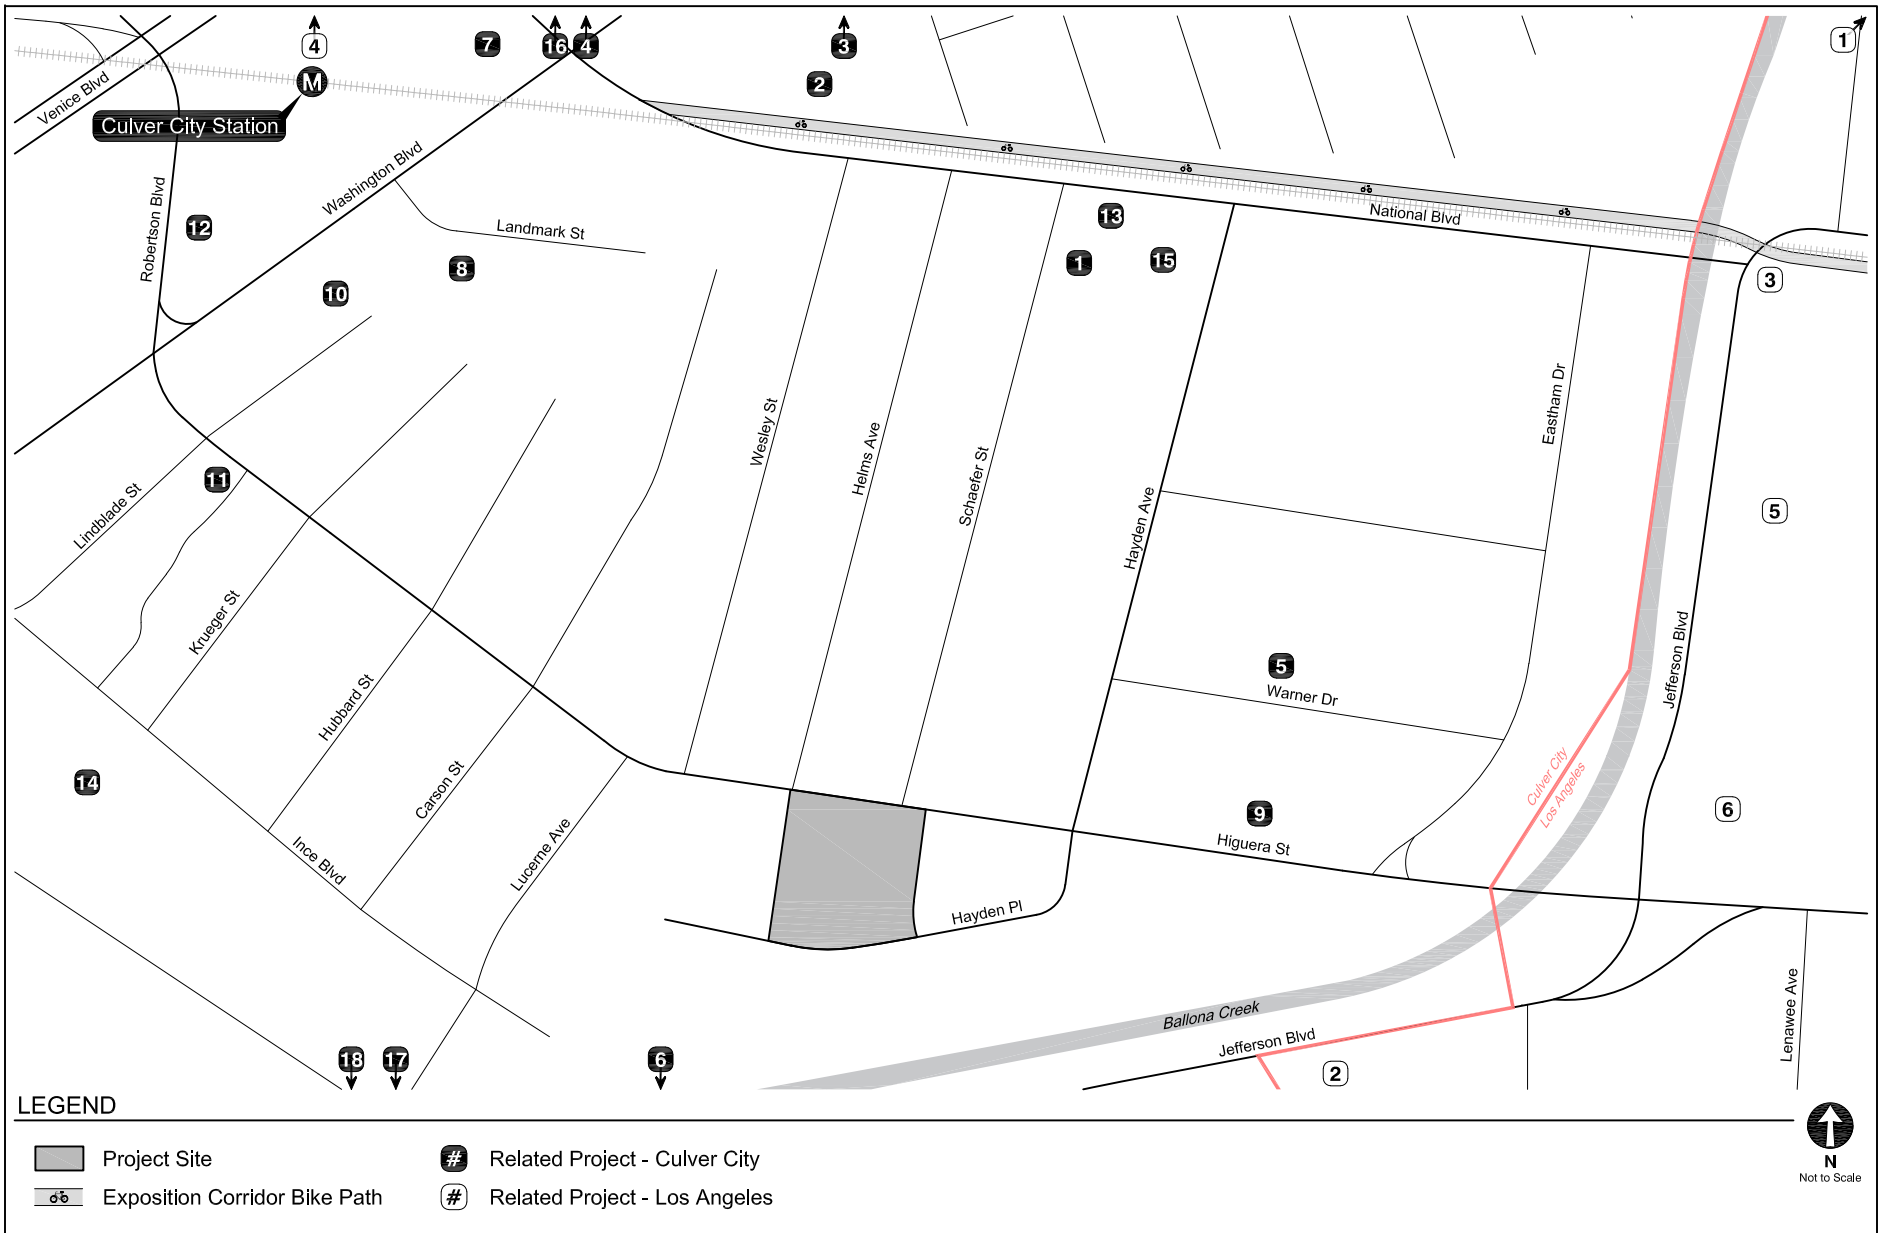 4
7
16
4
3
1
M
2
Venice Blvd
Culver City Station
Washington Blvd
Robertson Blvd
12
Landmark St
13
National Blvd
8
1
15
3
10
Wesley St
Helms Ave
Schaefer St
Eastham Dr
11
Lindblade St
Hayden Ave
5
Krueger St
Hubbard St
5
Warner Dr
Jefferson Blvd
14
Carson St
Culver City
Los Angeles
9
6
Higuera St
Ince Blvd
Lucerne Ave
Hayden Pl
Ballona Creek
Lenawee Ave
Jefferson Blvd
18
17
6
2
LEGEND
Project Site
# Related Project - Culver City
Exposition Corridor Bike Path
# Related Project - Los Angeles
N
Not to Scale